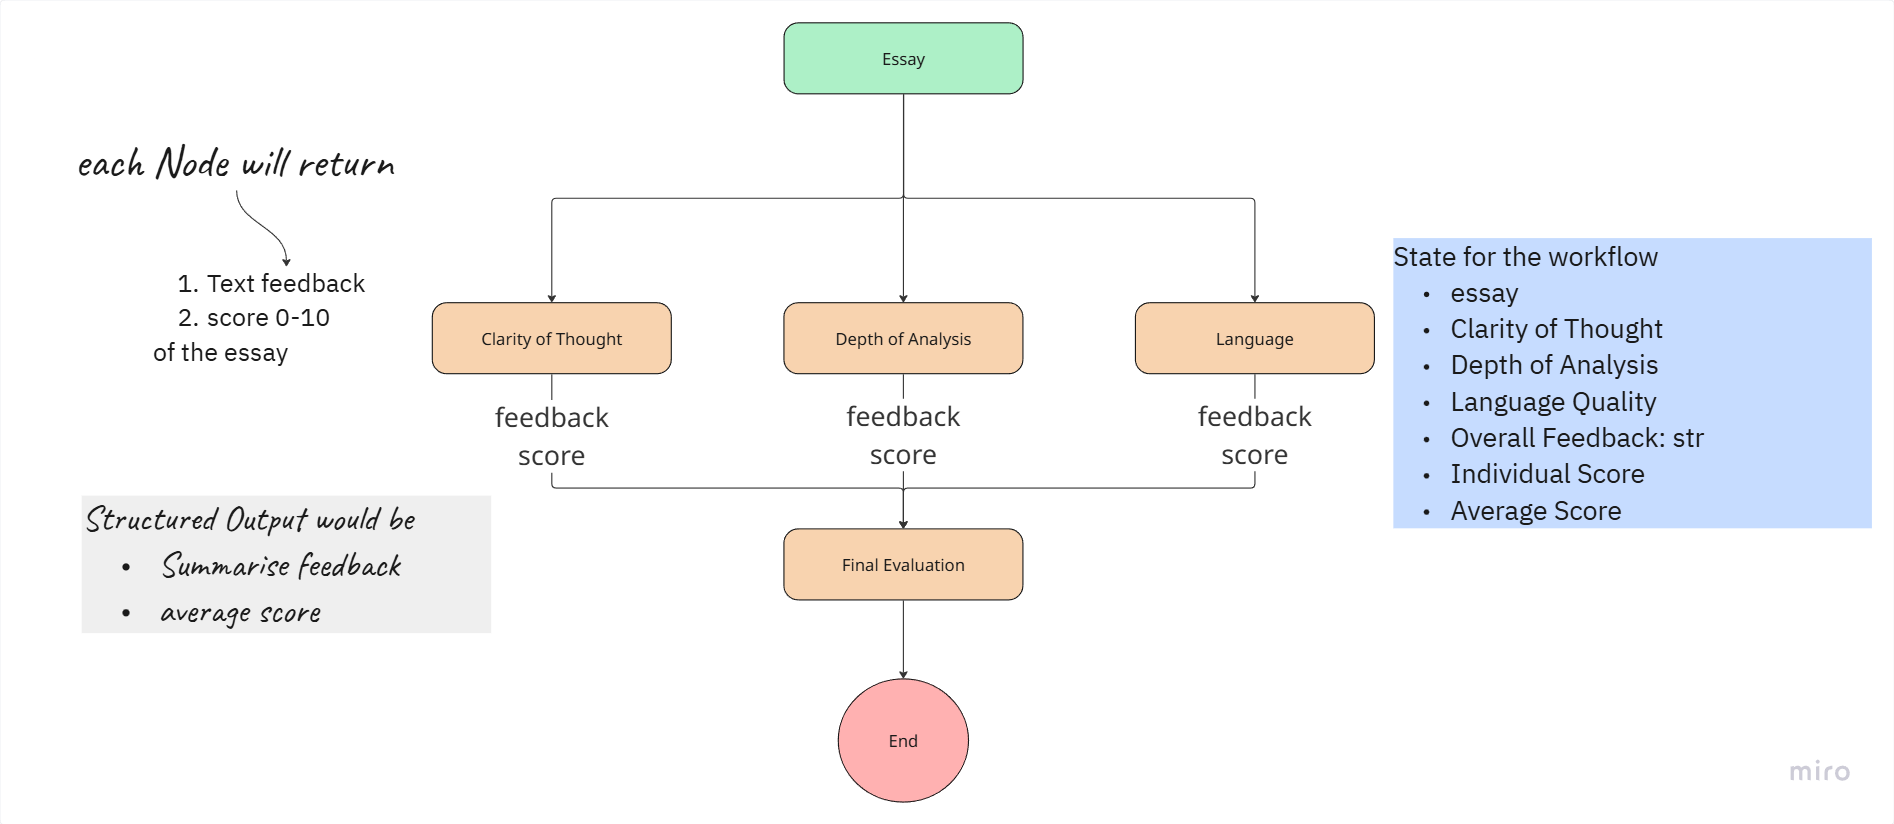 Essay
each Node will return
1. Text feedback
2. score 0-10
of the essay
Clarity of Thought
Depth of Analysis
Language
feedback
score
feedback
score
feedback
score
State for the workflow
• essay
• Clarity of Thought
• Depth of Analysis
• Language Quality
• Overall Feedback: str
• Individual Score
• Average Score
Structured Output would be
• Summarise feedback
• average score
Final Evaluation
End
miro